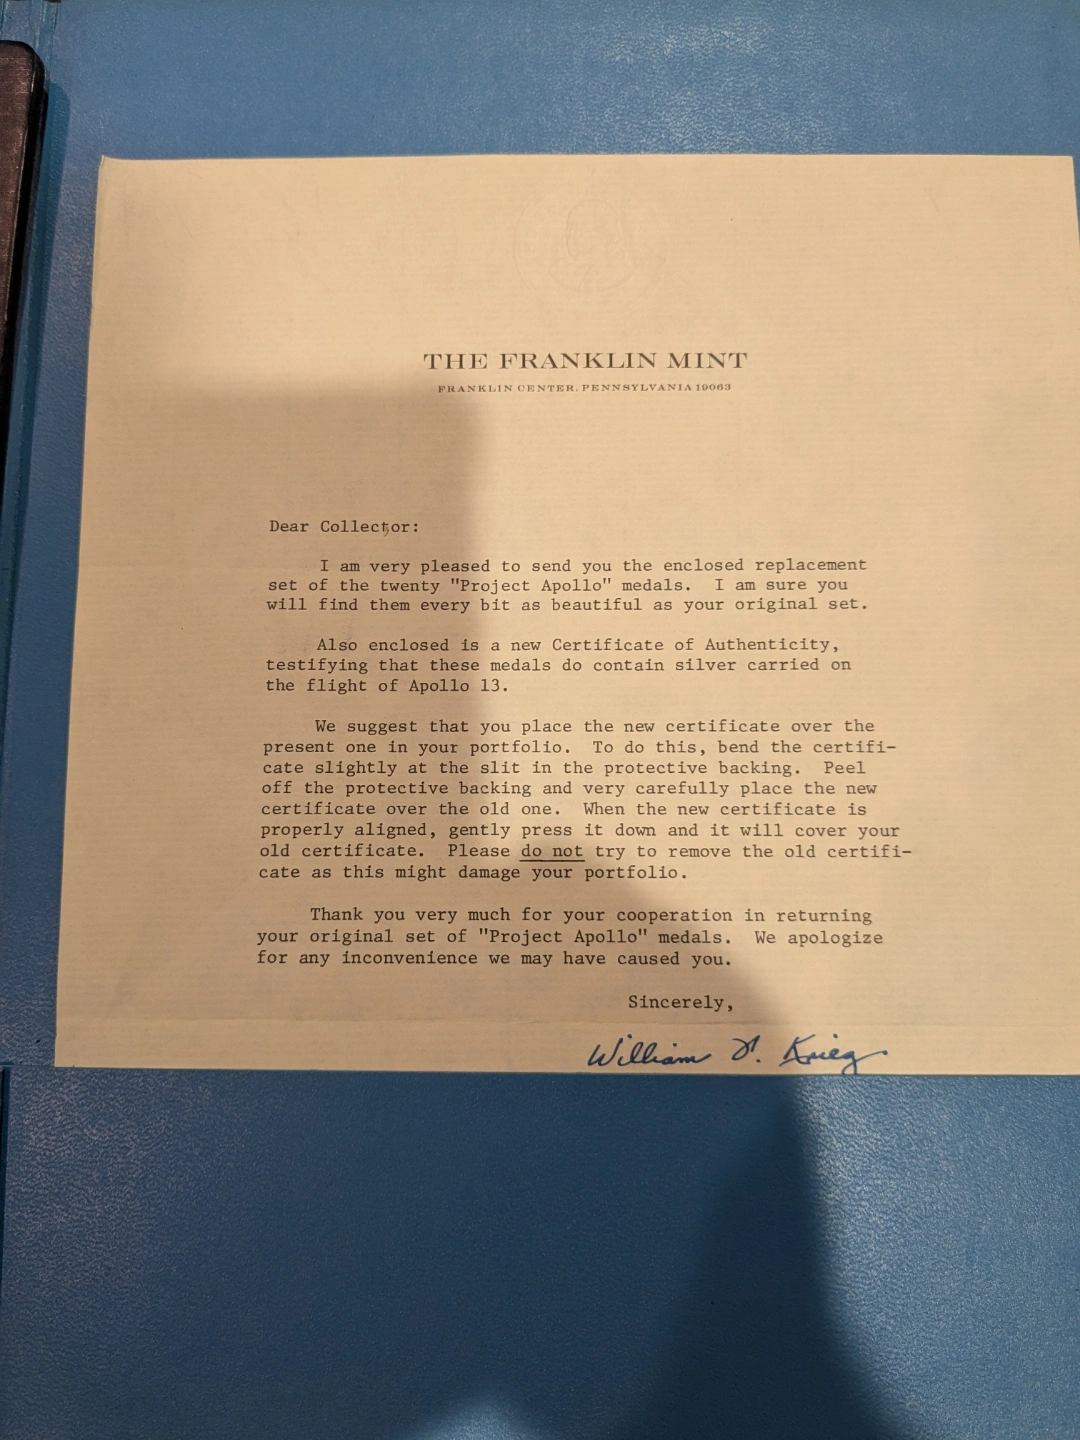 THE FRANKLIN MINT
FRANKLIN CENTER, PENNSYLVANIA 19063
Dear Collector:
I am very pleased to send you the enclosed replacement
set of the twenty "Project Apollo" medals. I am sure you
will find them every bit as beautiful as your original set.
Also enclosed is a new Certificate of Authenticity,
testifying that these medals do contain silver carried on
the flight of Apollo 13.
We suggest that you place the new certificate over the
present one in your portfolio. To do this, bend the certifi-
cate slightly at the slit in the protective backing. Peel
off the protective backing and very carefully place the new
certificate over the old one. When the new certificate is
properly aligned, gently press it down and it will cover your
old certificate. Please do not try to remove the old certifi-
cate as this might damage your portfolio.
Thank you very much for your cooperation in returning
your original set of "Project Apollo" medals. We apologize
for any inconvenience we may have caused you.
Sincerely,
William Krieg